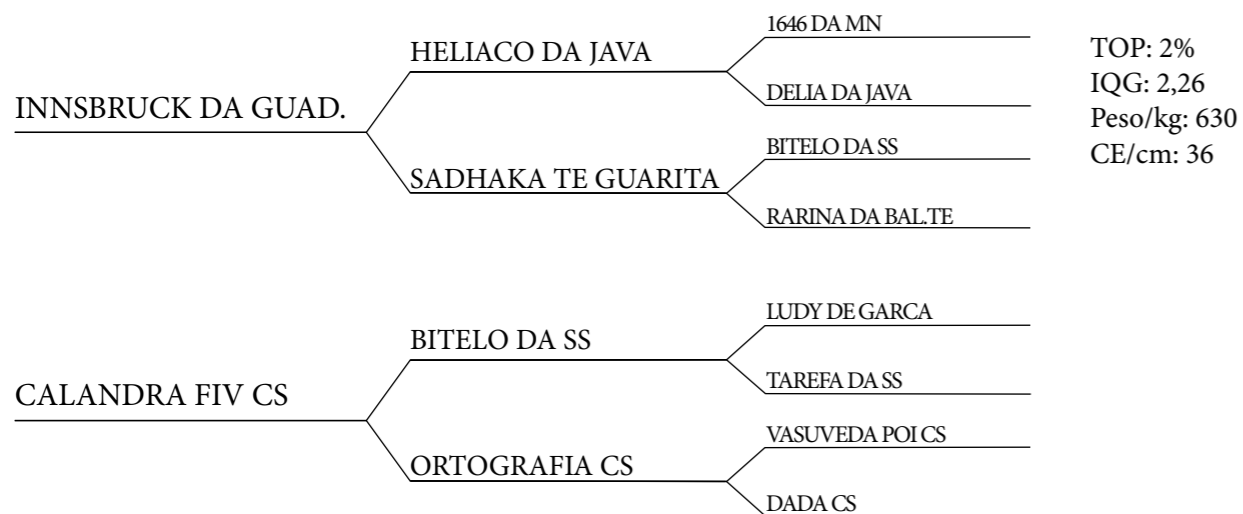 1646 DA MN
HELIACO DA JAVA
DELIA DA JAVA
INNSBRUCK DA GUAD.
BITELO DA SS
SADHAKA TE GUARITA
RARINA DA BAL.TE
TOP: 2%
IQG: 2,26
Peso/kg: 630
CE/cm: 36
LUDY DE GARCA
BITELO DA SS
TAREFA DA SS
CALANDRA FIV CS
VASUVEDA POI CS
ORTOGRAFIA CS
DADA CS